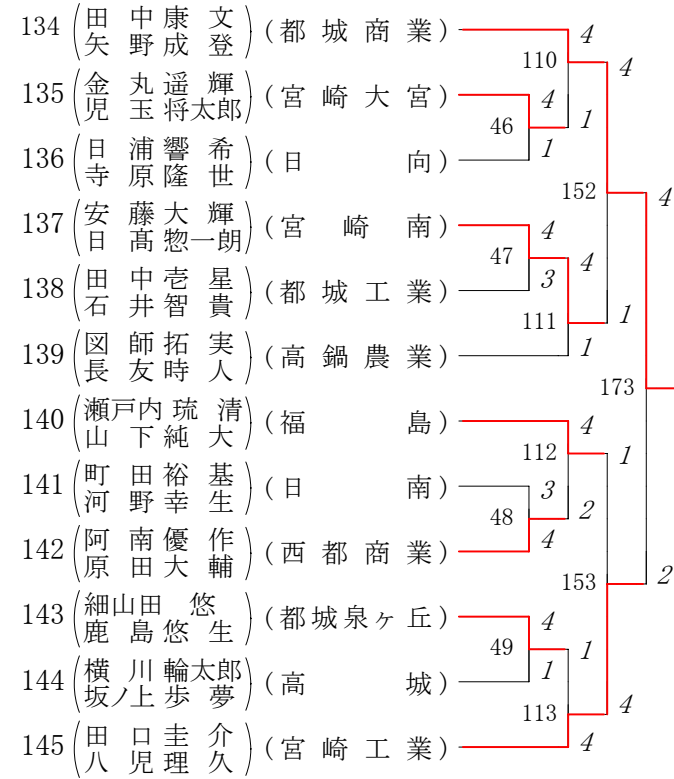 134 (田中康文 矢野成登) (都城商業)
4
110
4
135 (金丸遥輝 児玉将太郎) (宮崎大宮)
4
1
46
1
136 (日浦響希 寺原隆世) (日向)
152
4
137 (安藤大輝 日髙惣一朗) (宮崎南)
4
47
4
138 (田中壱星 石井智貴) (都城工業)
3
111
1
139 (図師拓実 長友時人) (高鍋農業)
1
173
140 (瀬戸内琉清 山下純大) (福島)
4
112
1
141 (町田裕基 河野幸生) (日南)
3
48
2
142 (阿南優作 原田大輔) (西都商業)
4
153
2
143 (細山田悠 鹿島悠生) (都城泉ヶ丘)
4
49
1
144 (横川輪太郎 坂ノ上歩夢) (高城)
1
113
4
145 (田口圭介 八児理久) (宮崎工業)
4